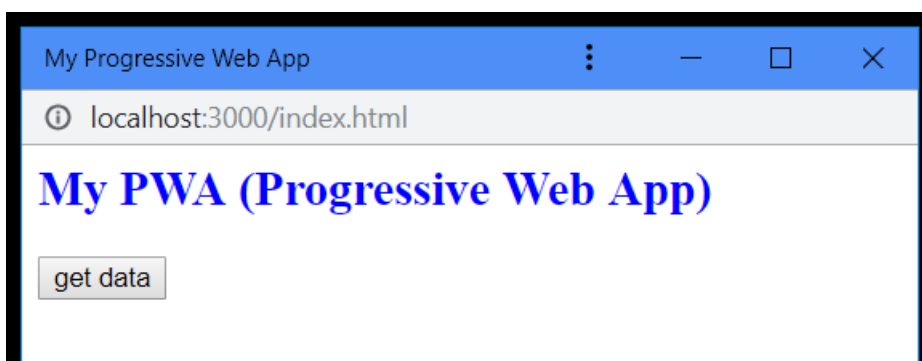 My Progressive Web App
localhost:3000/index.html
My PWA (Progressive Web App)
get data